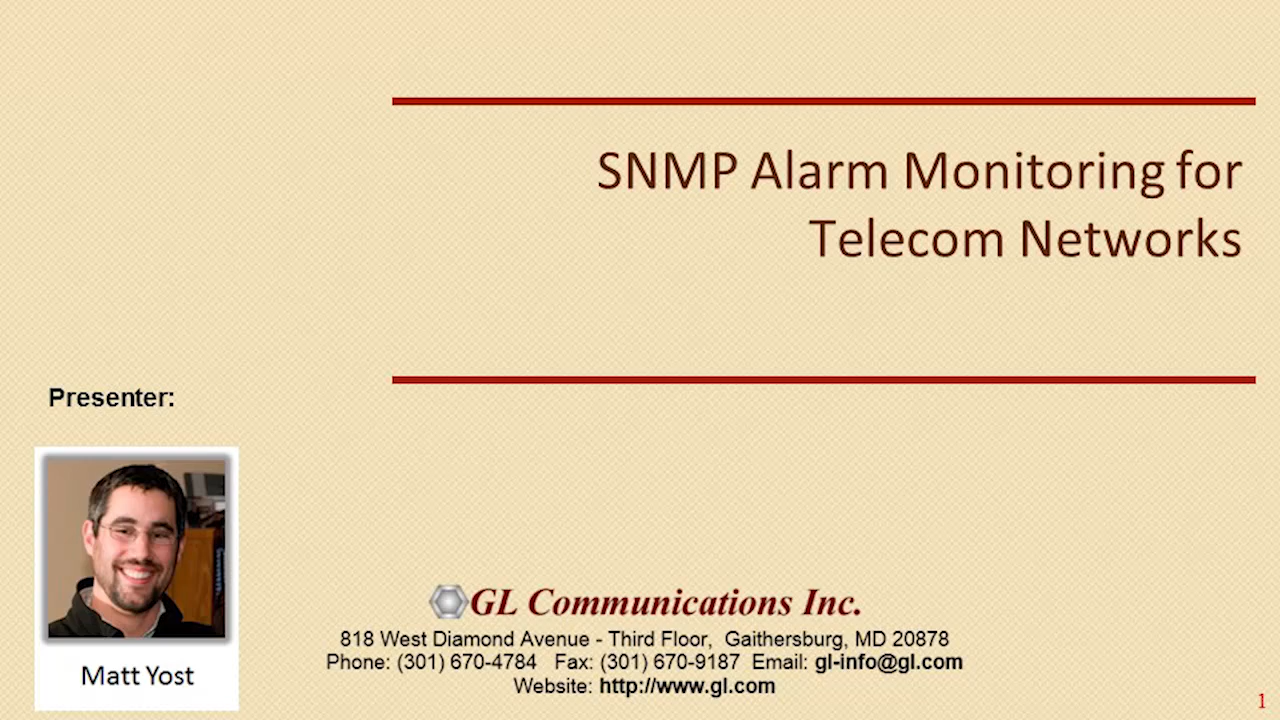 SNMP Alarm Monitoring for
Telecom Networks
Presenter:
Matt Yost
GL Communications Inc.
818 West Diamond Avenue - Third Floor, Gaithersburg, MD 20878
Phone: (301) 670-4784 Fax: (301) 670-9187 Email: gl-info@gl.com
Website: http://www.gl.com
1